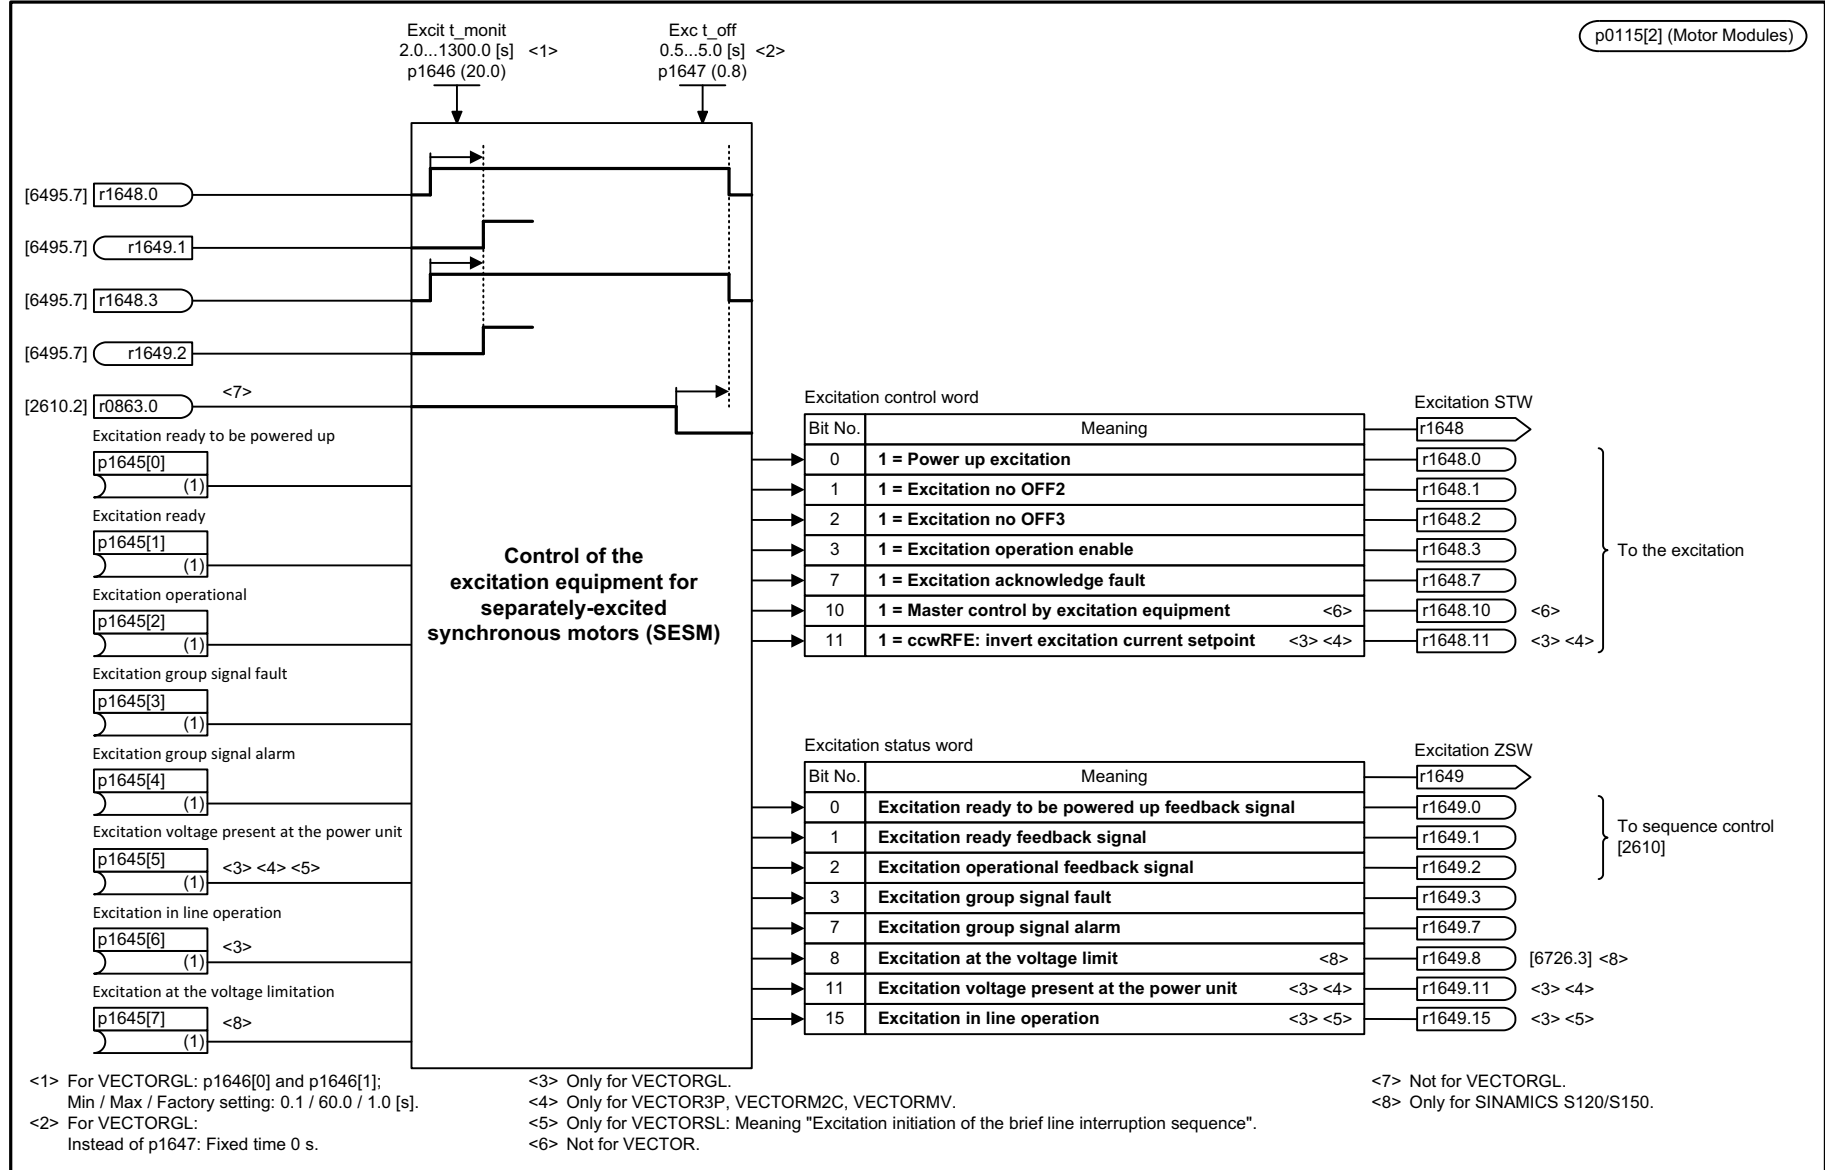 Excit t_monit
2.0...1300.0 [s] <1>
p1646 (20.0)
Exc t_off
0.5...5.0 [s] <2>
p1647 (0.8)
p0115[2] (Motor Modules)
[6495.7] r1648.0
[6495.7] r1649.1
[6495.7] r1648.3
[6495.7] r1649.2
[2610.2] r0863.0 <7>
Excitation ready to be powered up
p1645[0]
(1)
Excitation ready
p1645[1]
(1)
Excitation operational
p1645[2]
(1)
Excitation group signal fault
p1645[3]
(1)
Excitation group signal alarm
p1645[4]
(1)
Excitation voltage present at the power unit
p1645[5] <3> <4> <5>
(1)
Excitation in line operation
p1645[6] <3>
(1)
Excitation at the voltage limitation
p1645[7] <8>
(1)
Control of the
excitation equipment for
separately-excited
synchronous motors (SESM)
Excitation control word
Excitation STW
Bit No. Meaning r1648
0 1 = Power up excitation r1648.0
1 1 = Excitation no OFF2 r1648.1
2 1 = Excitation no OFF3 r1648.2
3 1 = Excitation operation enable r1648.3
7 1 = Excitation acknowledge fault r1648.7
10 1 = Master control by excitation equipment <6> r1648.10 <6>
11 1 = ccwRFE: invert excitation current setpoint <3> <4> r1648.11 <3> <4>
To the excitation
Excitation status word
Excitation ZSW
Bit No. Meaning r1649
0 Excitation ready to be powered up feedback signal r1649.0
1 Excitation ready feedback signal r1649.1
2 Excitation operational feedback signal r1649.2
3 Excitation group signal fault r1649.3
7 Excitation group signal alarm r1649.7
8 Excitation at the voltage limit <8> r1649.8 [6726.3] <8>
11 Excitation voltage present at the power unit <3> <4> r1649.11 <3> <4>
15 Excitation in line operation <3> <5> r1649.15 <3> <5>
To sequence control
[2610]
<1> For VECTORGL: p1646[0] and p1646[1];
Min / Max / Factory setting: 0.1 / 60.0 / 1.0 [s].
<2> For VECTORGL:
Instead of p1647: Fixed time 0 s.
<3> Only for VECTORGL.
<4> Only for VECTOR3P, VECTORM2C, VECTORMV.
<5> Only for VECTORSL: Meaning "Excitation initiation of the brief line interruption sequence".
<6> Not for VECTOR.
<7> Not for VECTORGL.
<8> Only for SINAMICS S120/S150.